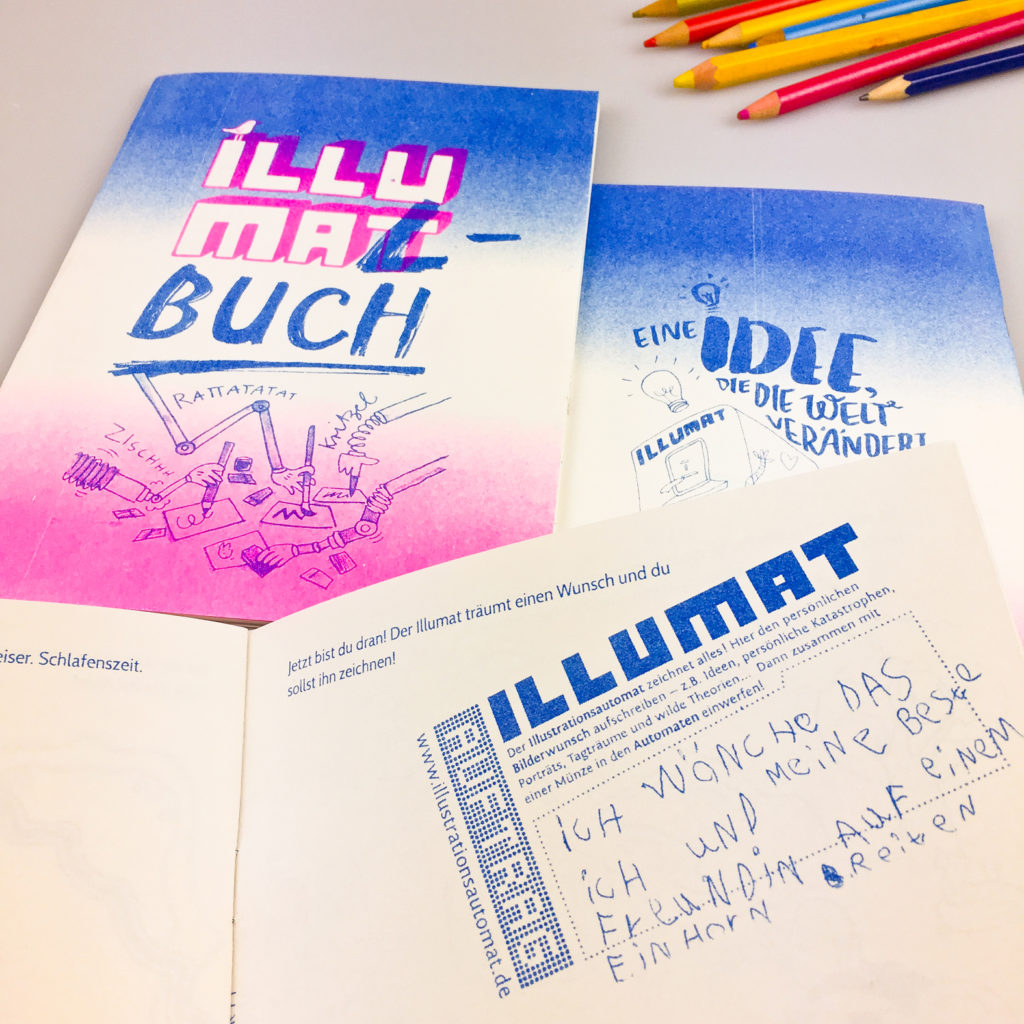 ILLU
MATZ-
BUCH
RATTATATAT
ZISCHHH
kritzel
EINE IDEE,
DIE DIE WELT
VERÄNDERT
ILLUMAT
eiser. Schlafenszeit.
Jetzt bist du dran! Der Illumat träumt einen Wunsch und du
sollst ihn zeichnen!
ILLUMAT
Der Illustrationsautomat zeichnet alles! Hier den persönlichen
Bilderwunsch aufschreiben – z.B. Ideen, persönliche Katastrophen,
Porträts, Tagträume und wilde Theorien... Dann zusammen mit
einer Münze in den Automaten einwerfen!
www.illustrationsautomat.de
ICH WÜNCHE DAS
ICH UND MEINE BESTE
FREUNDIN AUF EINEM
EINHORN REITEN